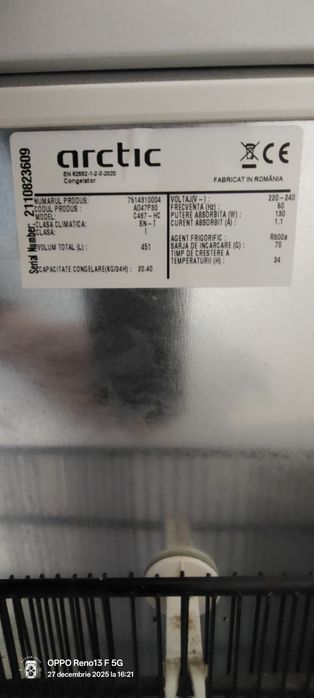 arctic
EN 62552-1-2-3-2020
Congelator
FABRICAT IN ROMÂNIA
Serial Number: 2110823609
NUMARUL PRODUS: 7514910004
CODUL PRODUS: AO47P30
MODEL: C467-HC
CLASA CLIMATICA: SN-T
CLASA: I
VOLUM TOTAL (L): 451
CAPACITATE CONGELARE(KG/24H): 20.40
VOLTAJ(V~): 220-240
FRECVENTA (Hz): 50
PUTERE ABSORBITA (W): 130
CURENT ABSORBIT (A): 1.1
AGENT FRIGORIFIC: R600a
SARJA DE INCARCARE (G): 70
TIMP DE CRESTERE A
TEMPERATURII (H): 24
OPPO Reno13 F 5G
27 decembrie 2025 la 16:21